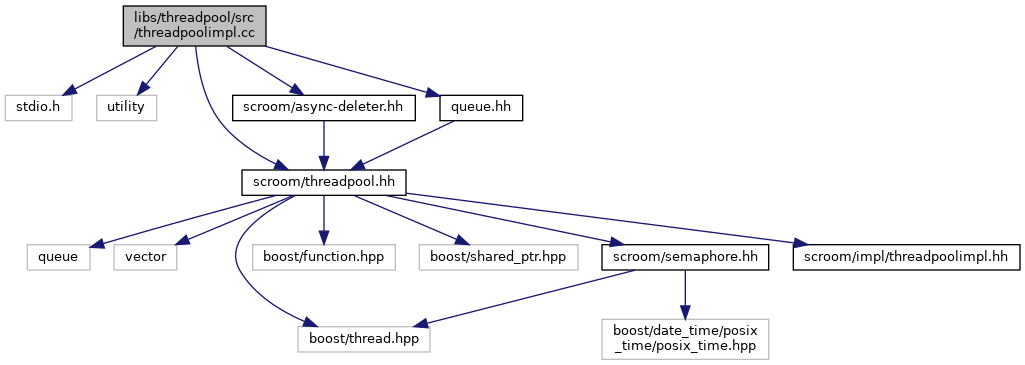 libs/threadpool/src
/threadpoolimpl.cc
stdio.h
utility
scroom/async-deleter.hh
queue.hh
scroom/threadpool.hh
queue
vector
boost/function.hpp
boost/shared_ptr.hpp
scroom/semaphore.hh
scroom/impl/threadpoolimpl.hh
boost/thread.hpp
boost/date_time/posix
_time/posix_time.hpp